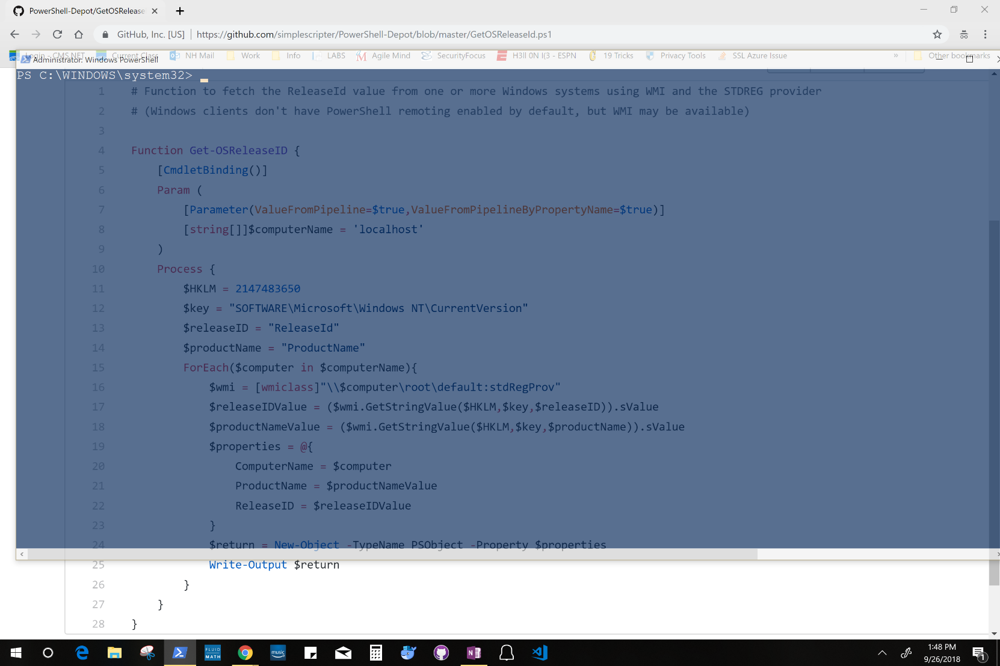 PowerShell-Depot/GetOSRelease
GitHub, Inc. [US] | https://github.com/simplescripter/PowerShell-Depot/blob/master/GetOSReleaseId.ps1
Login - CMS.NET Current Class NH Mail Work Info LABS Agile Mind SecurityFocus H3ll 0N I(3 - ESPN 19 Tricks Privacy Tools SSL Azure Issue » Other bookmarks
Administrator: Windows PowerShell
PS C:\WINDOWS\system32>
1 # Function to fetch the ReleaseId value from one or more Windows systems using WMI and the STDREG provider
2 # (Windows clients don't have PowerShell remoting enabled by default, but WMI may be available)
3
4 Function Get-OSReleaseID {
5 [CmdletBinding()]
6 Param (
7 [Parameter(ValueFromPipeline=$true,ValueFromPipelineByPropertyName=$true)]
8 [string[]]$computerName = 'localhost'
9 )
10 Process {
11 $HKLM = 2147483650
12 $key = "SOFTWARE\Microsoft\Windows NT\CurrentVersion"
13 $releaseID = "ReleaseId"
14 $productName = "ProductName"
15 ForEach($computer in $computerName){
16 $wmi = [wmiclass]"\\$computer\root\default:stdRegProv"
17 $releaseIDValue = ($wmi.GetStringValue($HKLM,$key,$releaseID)).sValue
18 $productNameValue = ($wmi.GetStringValue($HKLM,$key,$productName)).sValue
19 $properties = @{
20 ComputerName = $computer
21 ProductName = $productNameValue
22 ReleaseID = $releaseIDValue
23 }
24 $return = New-Object -TypeName PSObject -Property $properties
25 Write-Output $return
26 }
27 }
28 }
FLUID MATH
music
1:48 PM
9/26/2018
1